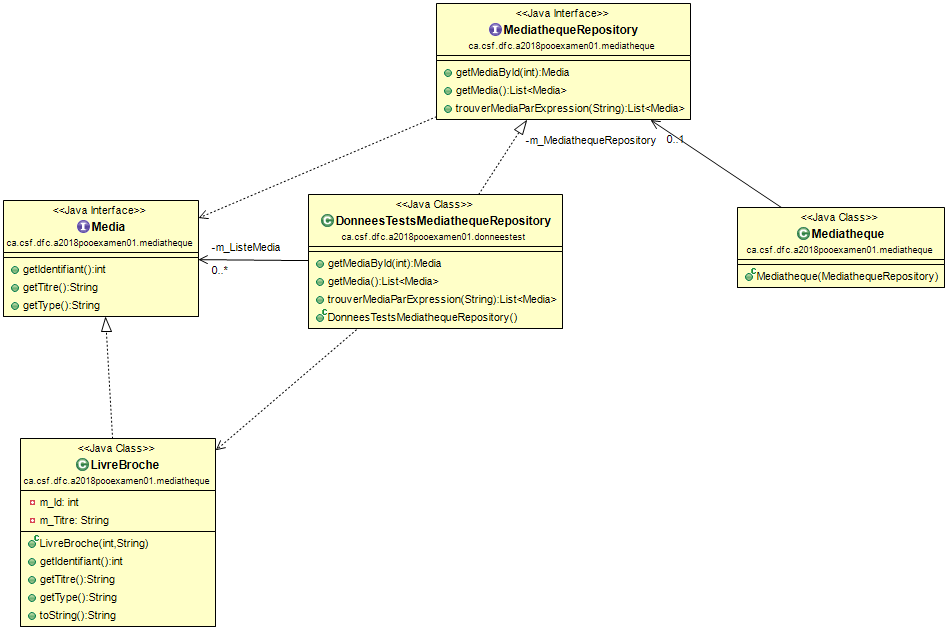 <<Java Interface>>
MediathequeRepository
ca.csf.dfc.a2018pooexamen01.mediatheque
getMediaById(int):Media
getMedia():List<Media>
trouverMediaParExpression(String):List<Media>
-m_MediathequeRepository 0..1
<<Java Interface>>
Media
ca.csf.dfc.a2018pooexamen01.mediatheque
getIdentifiant():int
getTitre():String
getType():String
-m_ListeMedia
0..*
<<Java Class>>
DonneesTestsMediathequeRepository
ca.csf.dfc.a2018pooexamen01.donneestest
getMediaById(int):Media
getMedia():List<Media>
trouverMediaParExpression(String):List<Media>
DonneesTestsMediathequeRepository()
<<Java Class>>
Mediatheque
ca.csf.dfc.a2018pooexamen01.mediatheque
Mediatheque(MediathequeRepository)
<<Java Class>>
LivreBroche
ca.csf.dfc.a2018pooexamen01.mediatheque
m_Id: int
m_Titre: String
LivreBroche(int,String)
getIdentifiant():int
getTitre():String
getType():String
toString():String